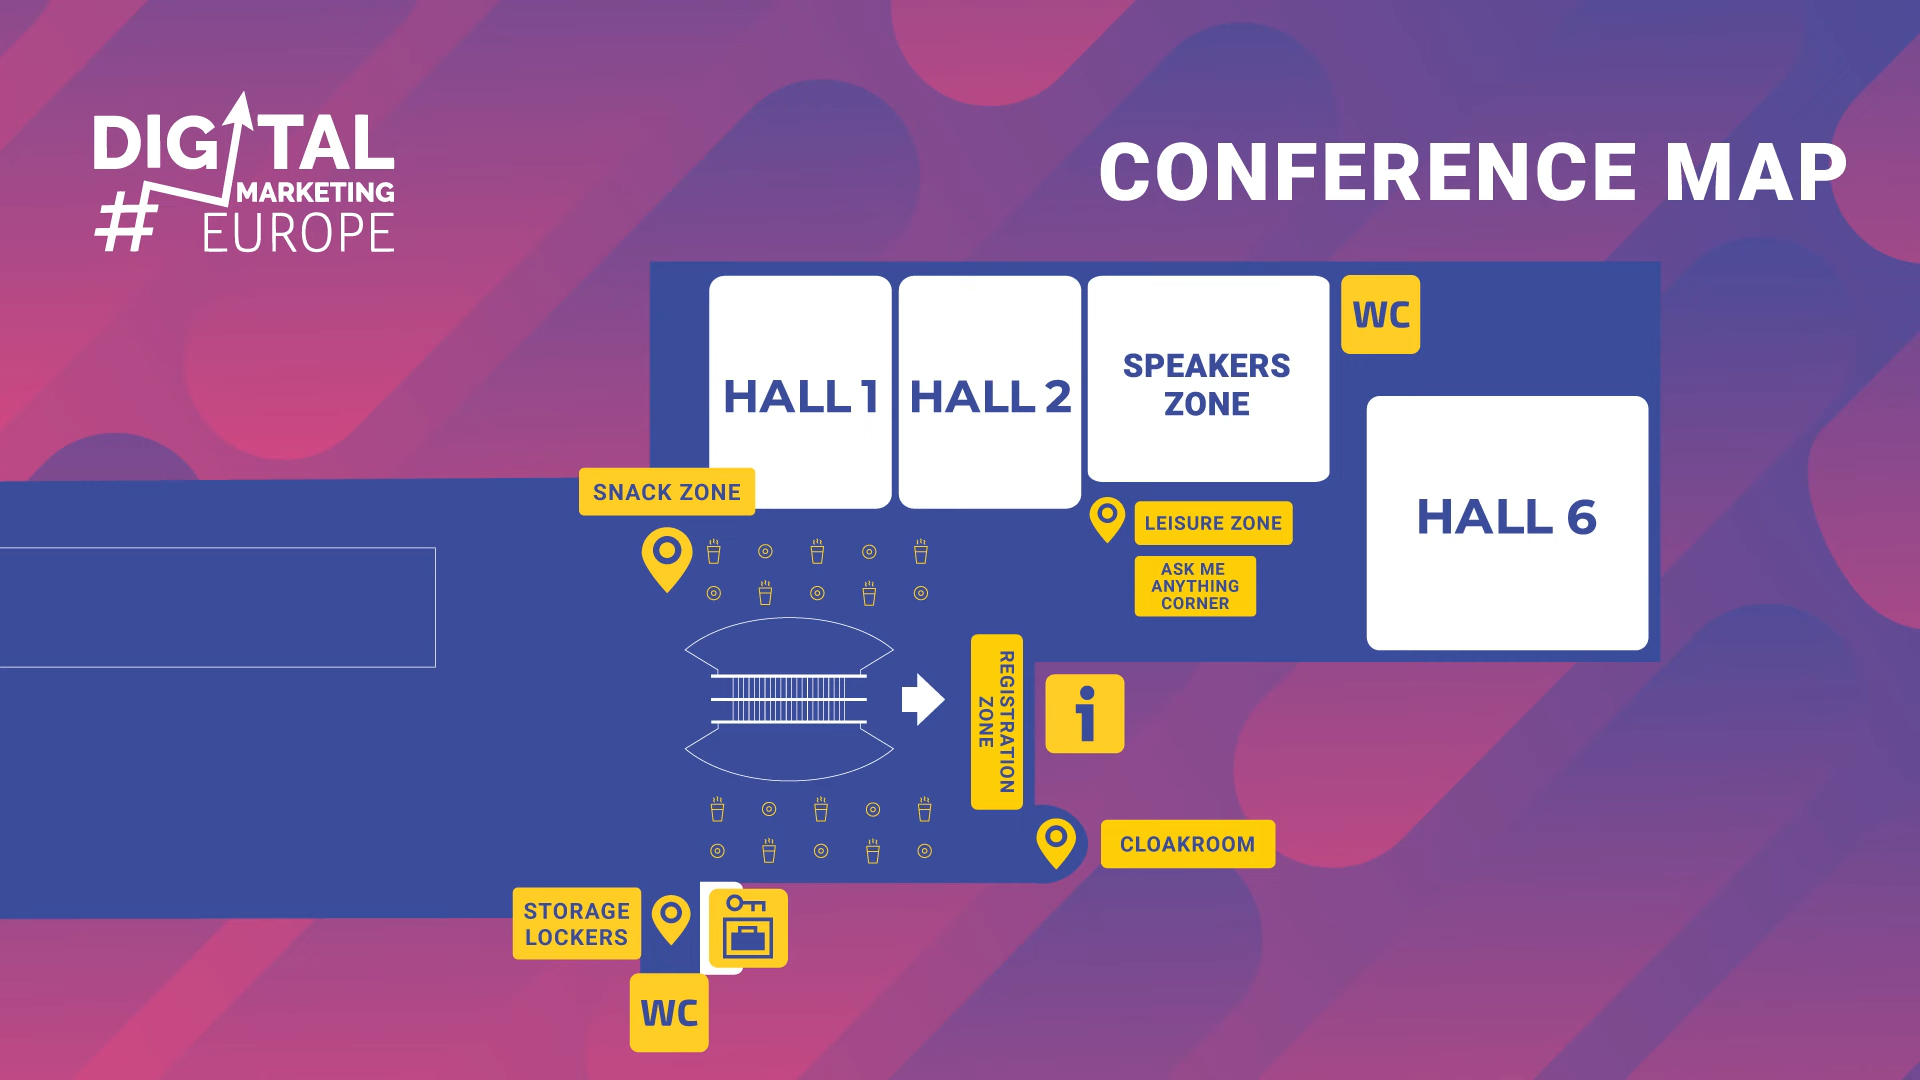 DIGITAL
MARKETING
#EUROPE
CONFERENCE MAP
HALL 1
HALL 2
SPEAKERS
ZONE
WC
HALL 6
SNACK ZONE
LEISURE ZONE
ASK ME
ANYTHING
CORNER
REGISTRATION
ZONE
i
CLOAKROOM
STORAGE
LOCKERS
WC